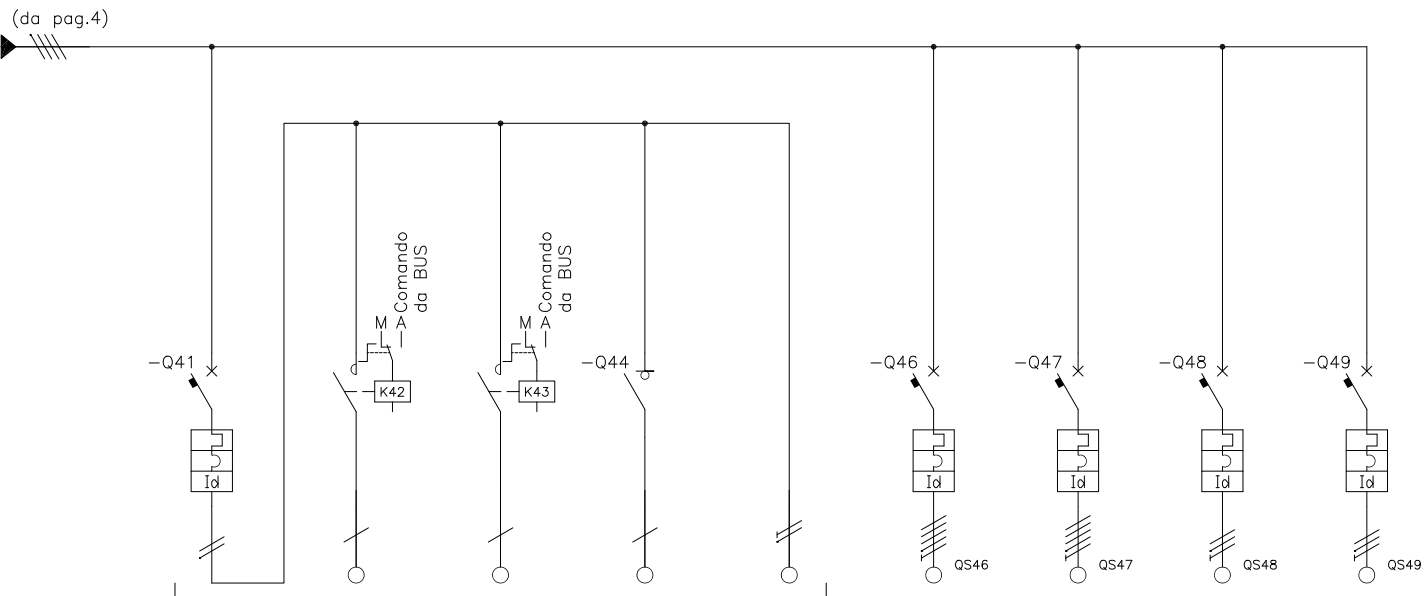 (da pag.4)
Comando
da BUS
M A
Comando
da BUS
M A
-Q41
K42
K43
-Q44
-Q46
-Q47
-Q48
-Q49
Id
Id
Id
Id
Id
QS46
QS47
QS48
QS49